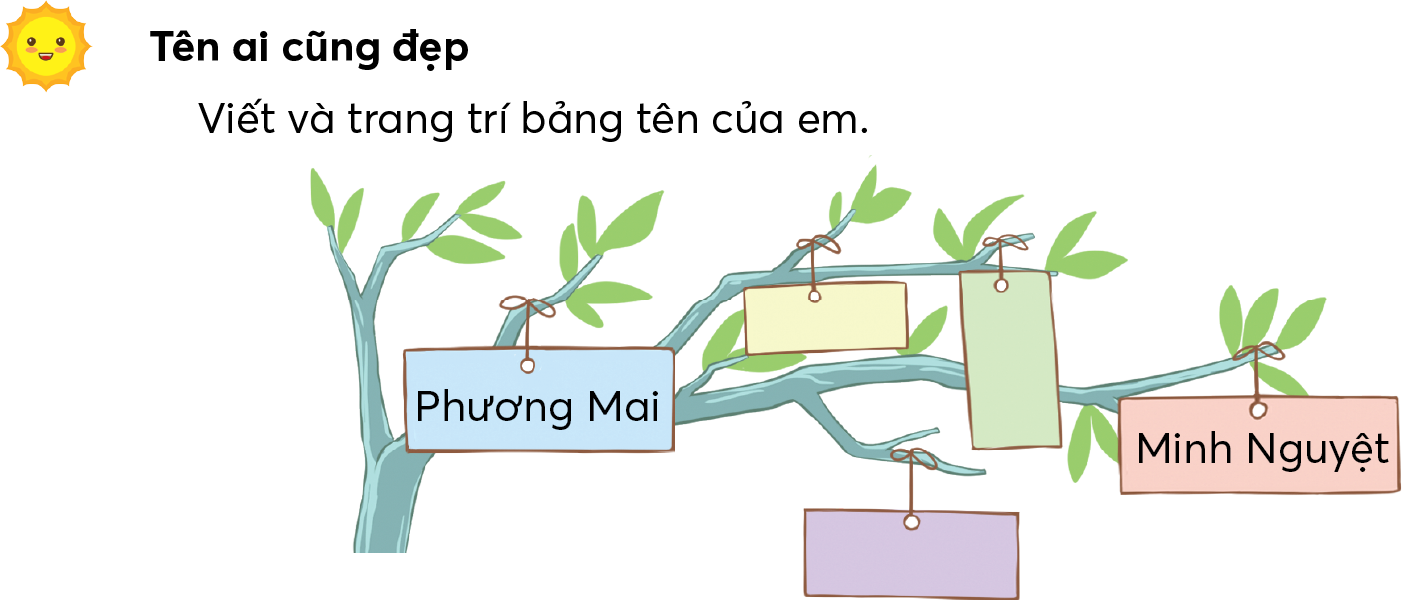 Tên ai cũng đẹp
Viết và trang trí bảng tên của em.
Phương Mai
Minh Nguyệt